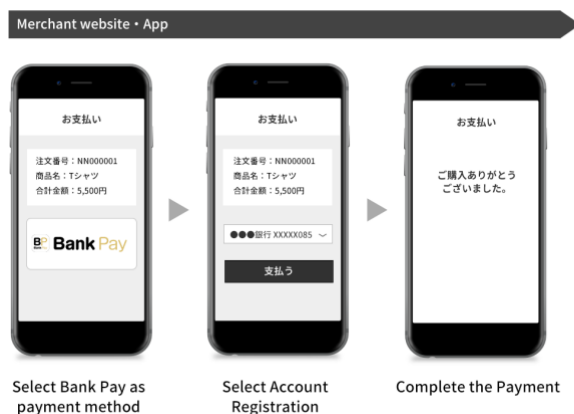 Merchant website・App
お支払い
注文番号：NN000001
商品名：Tシャツ
合計金額：5,500円
BP Bank Pay
お支払い
注文番号：NN000001
商品名：Tシャツ
合計金額：5,500円
●●●銀行 XXXXX085
支払う
お支払い
ご購入ありがとう
ございました。
Select Bank Pay as
payment method
Select Account
Registration
Complete the Payment